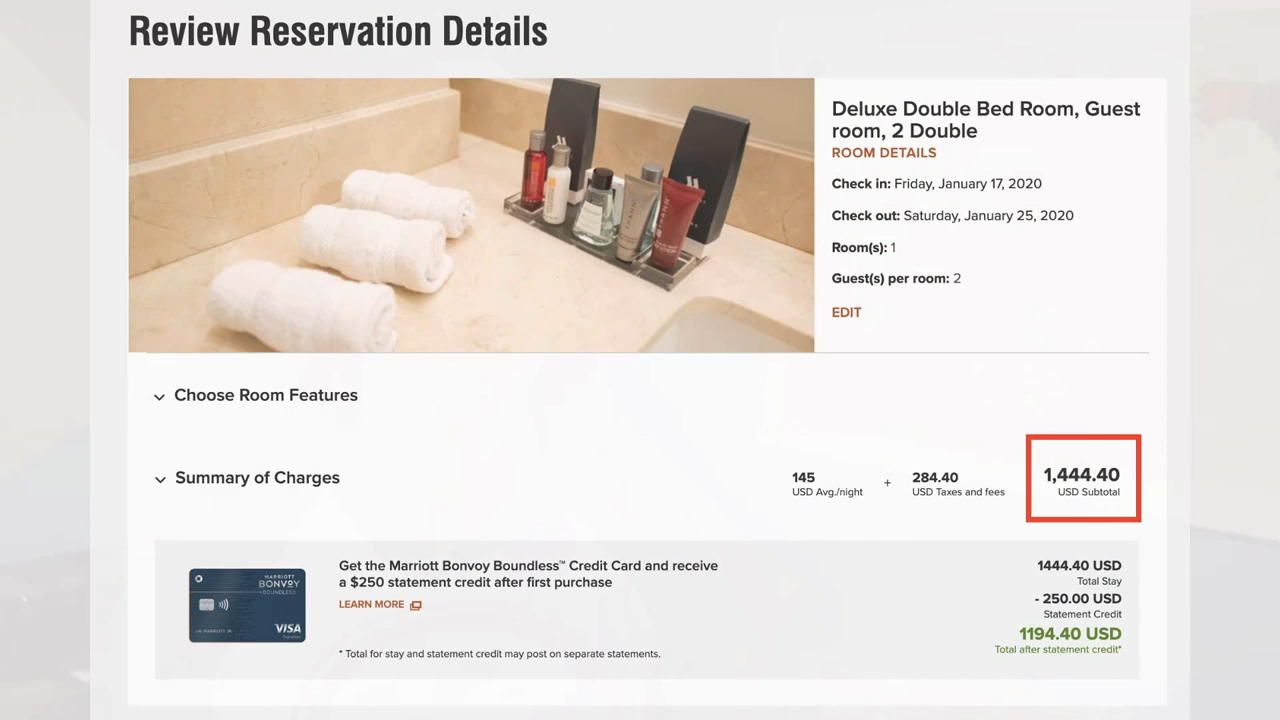 Review Reservation Details
Deluxe Double Bed Room, Guest
room, 2 Double
ROOM DETAILS
Check in: Friday, January 17, 2020
Check out: Saturday, January 25, 2020
Room(s): 1
Guest(s) per room: 2
EDIT
Choose Room Features
Summary of Charges
145
USD Avg./night
+
284.40
USD Taxes and fees
1,444.40
USD Subtotal
MARRIOTT
BONVOY
BOUNDLESS
VISA
Signature
Get the Marriott Bonvoy Boundless™ Credit Card and receive
a $250 statement credit after first purchase
LEARN MORE
* Total for stay and statement credit may post on separate statements.
1444.40 USD
Total Stay
- 250.00 USD
Statement Credit
1194.40 USD
Total after statement credit*